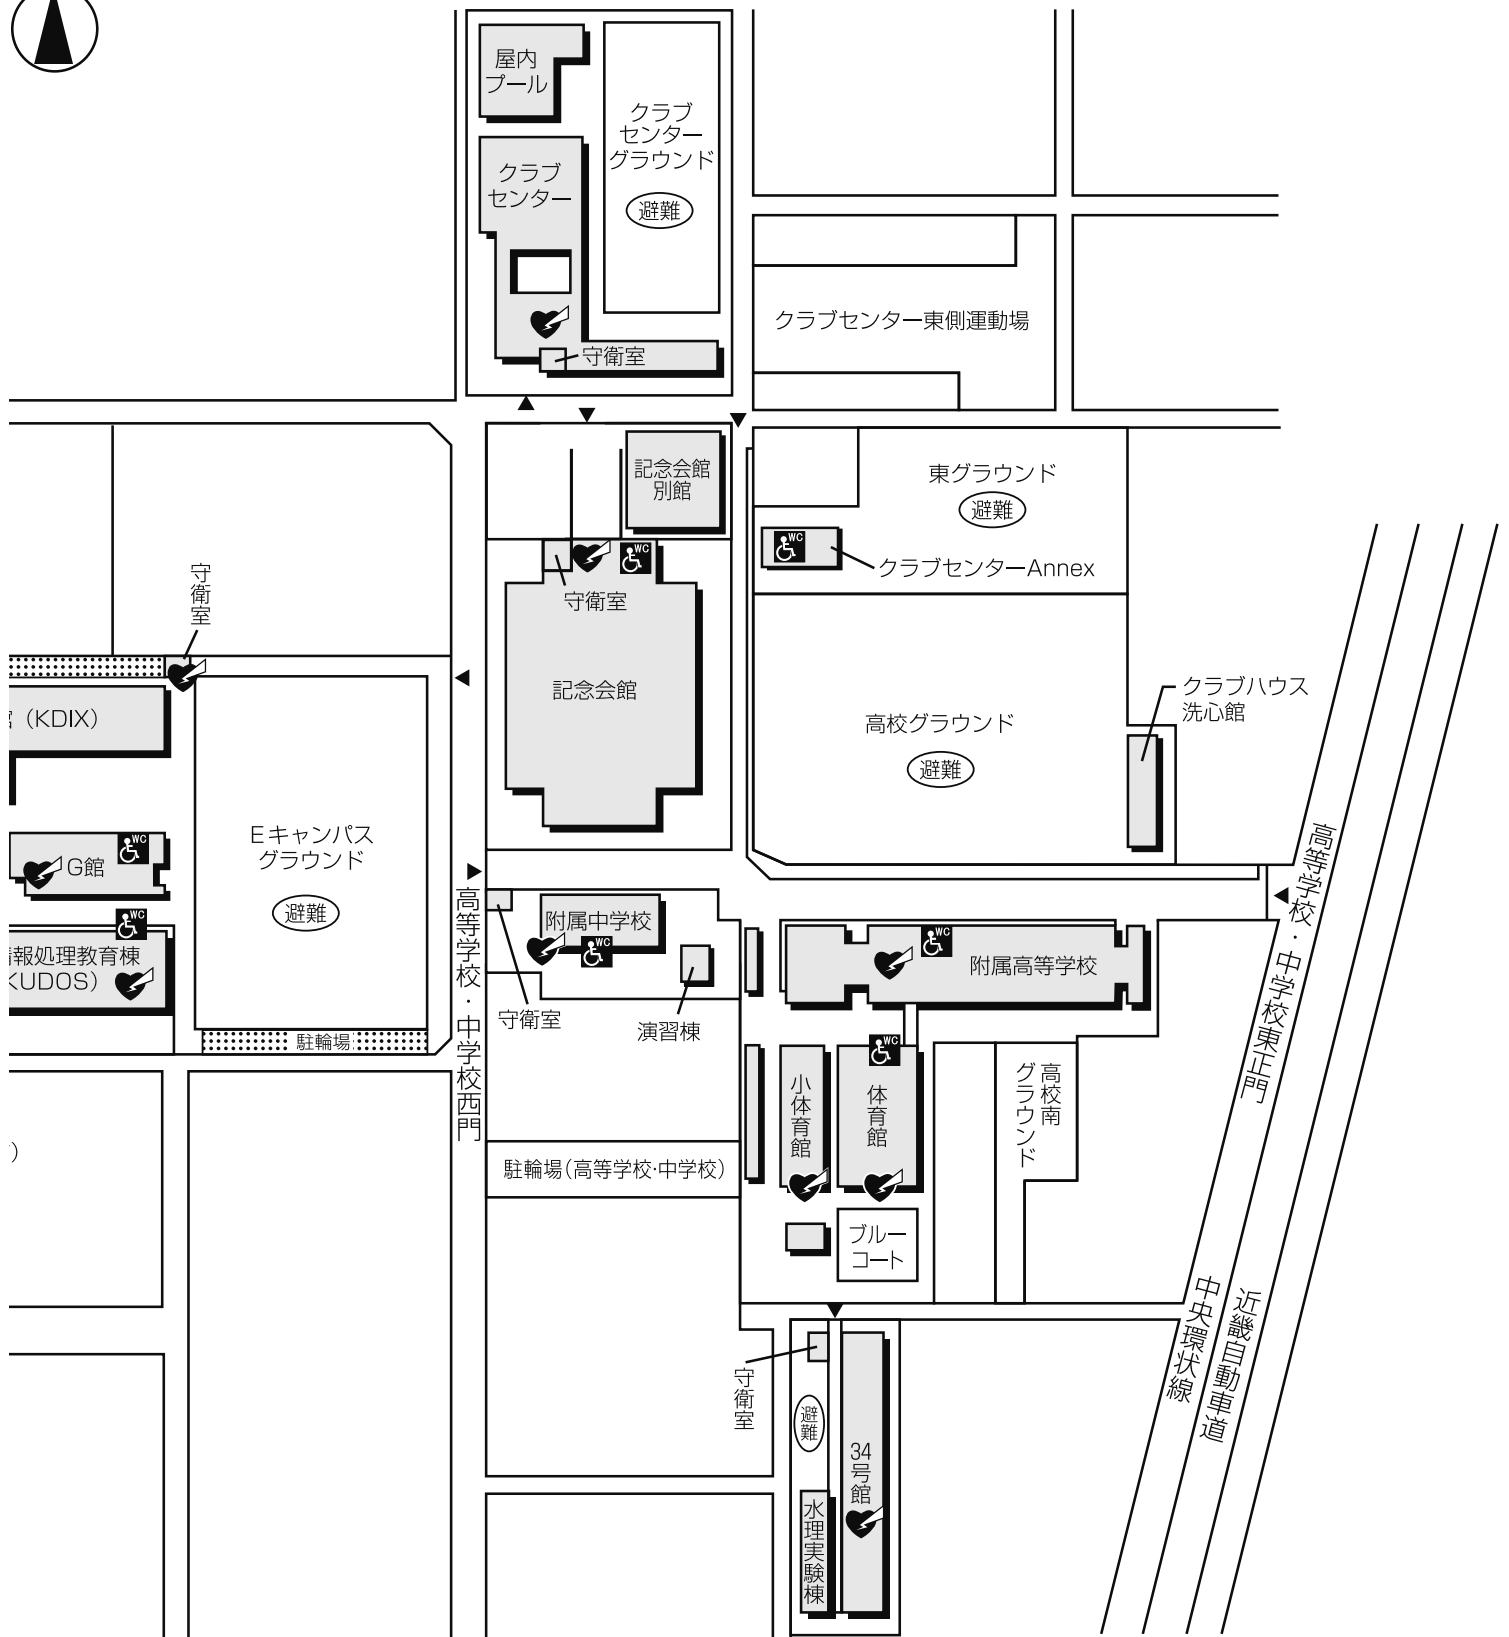 屋内
プール
クラブ
センター
グラウンド
避難
クラブ
センター
守衛室
クラブセンター東側運動場
記念会館
別館
東グラウンド
避難
クラブセンターAnnex
WC
WC
守衛室
記念会館
守衛室
高校グラウンド
避難
クラブハウス
洗心館
(KDIX)
Eキャンパス
グラウンド
避難
WC
G館
WC
報処理教育棟
KUDOS)
駐輪場
高等学校・中学校西門
附属中学校
WC
守衛室
演習棟
WC
附属高等学校
高等学校・中学校東正門
WC
小体育館
体育館
高校南
グラウンド
駐輪場(高等学校・中学校)
)
ブルー
コート
中央環状線
近畿自動車道
守衛室
避難
34号館
水理実験棟